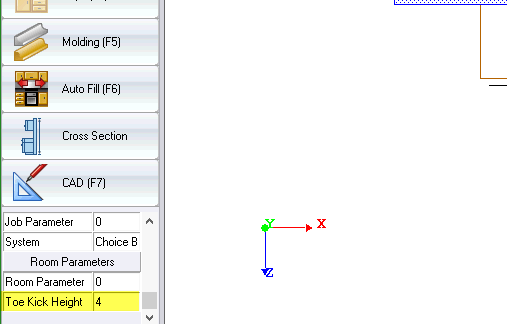 Molding (F5)
Auto Fill (F6)
Cross Section
CAD (F7)
Job Parameter 0
System Choice B
Room Parameters
Room Parameter 0
Toe Kick Height 4
Y X
Z